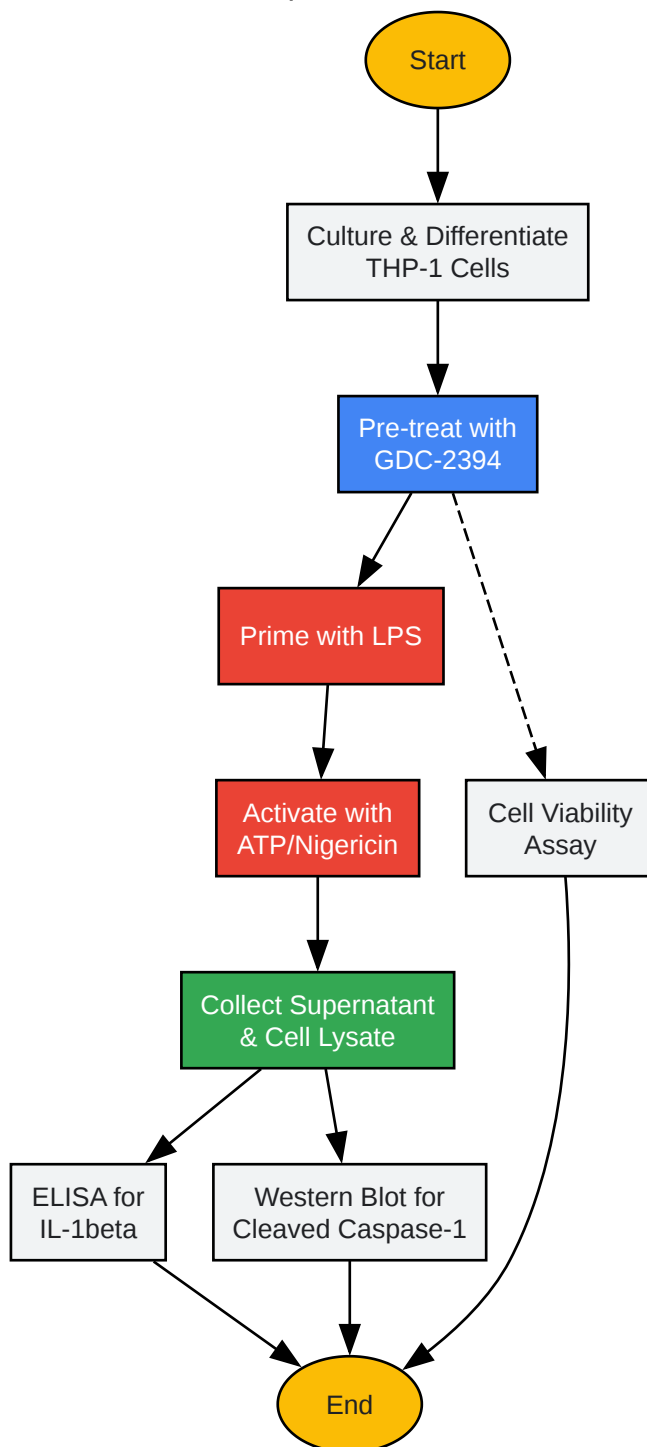 Start
Culture & Differentiate
THP-1 Cells
Pre-treat with
GDC-2394
Prime with LPS
Activate with
ATP/Nigericin
Cell Viability
Assay
Collect Supernatant
& Cell Lysate
ELISA for
IL-1beta
Western Blot for
Cleaved Caspase-1
End